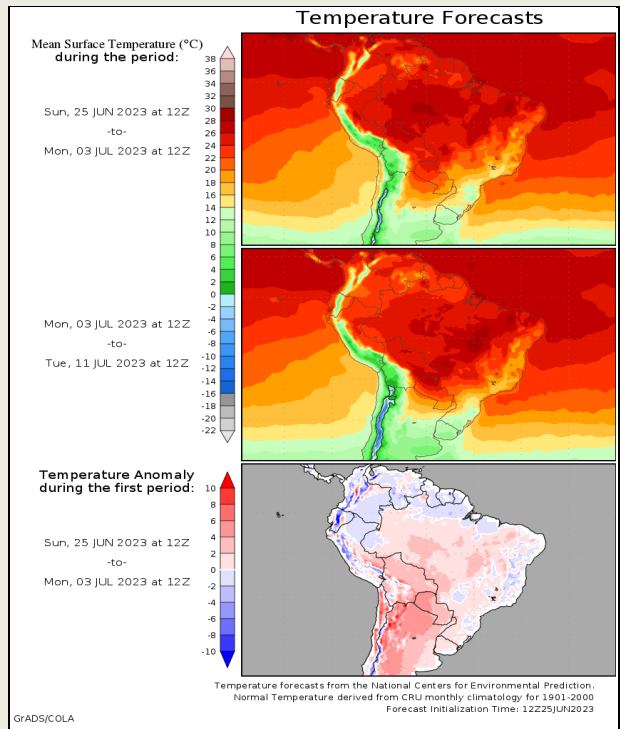 Temperature Forecasts
Mean Surface Temperature (°C)
during the period:
38
36
34
32
30
28
26
24
22
20
18
16
14
12
10
8
6
4
2
0
-2
-4
-6
-8
-10
-12
-14
-16
-18
-20
-22
Sun, 25 JUN 2023 at 12Z
-to-
Mon, 03 JUL 2023 at 12Z
Mon, 03 JUL 2023 at 12Z
-to-
Tue, 11 JUL 2023 at 12Z
Temperature Anomaly
during the first period:
10
8
6
4
2
0
-2
-4
-6
-8
-10
Sun, 25 JUN 2023 at 12Z
-to-
Mon, 03 JUL 2023 at 12Z
Temperature forecasts from the National Centers for Environmental Prediction.
Normal Temperature derived from CRU monthly climatology for 1901-2000
Forecast Initialization Time: 12Z25JUN2023
GrADS/COLA